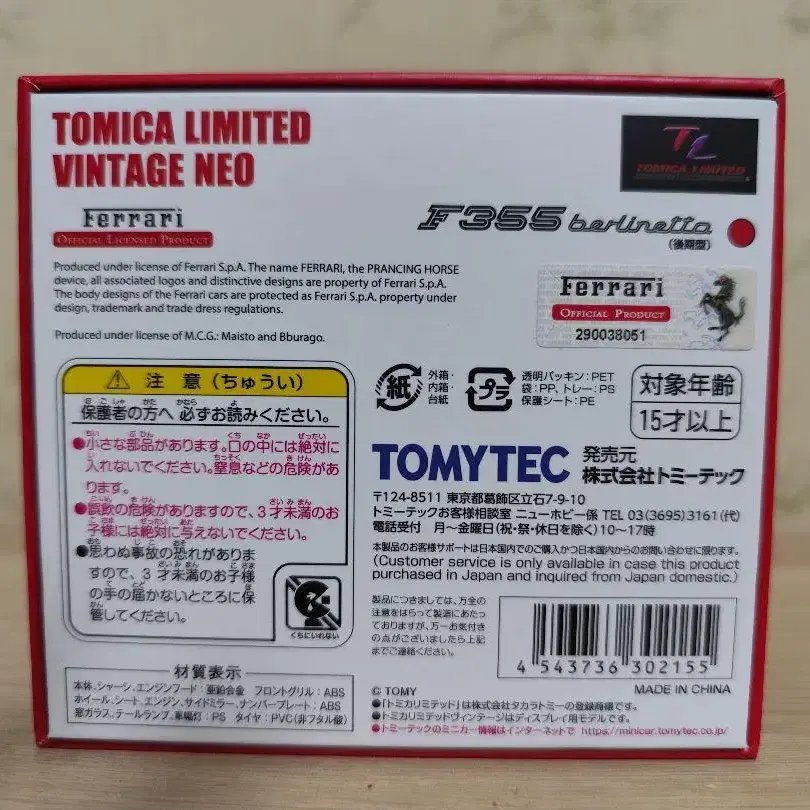 TOMICA LIMITED
VINTAGE NEO
TL
TOMICA LIMITED
Ferrari
OFFICIAL LICENSED PRODUCT
F355 berlinetta
(後期型)
Produced under license of Ferrari S.p.A. The name FERRARI, the PRANCING HORSE
device, all associated logos and distinctive designs are property of Ferrari S.p.A.
The body designs of the Ferrari cars are protected as Ferrari S.p.A. property under
design, trademark and trade dress regulations.
Produced under license of M.C.G.: Maisto and Bburago.
Ferrari
OFFICIAL PRODUCT
290038051
注意(ちゅうい)
保護者の方へ 必ずお読みください。
●小さな部品があります。口の中には絶対に
入れないでください。窒息などの危険があ
ります。
●誤飲の危険がありますので、3才未満のお
子様には絶対に与えないでください。
●思わぬ事故の恐れがありま
すので、3才未満のお子様
の手の届かないところに保
管してください。
くちにいれない
材質表示
本体、シャーシ、エンジンフード:亜鉛合金 フロントグリル:ABS
ホイール、シート、エンジン、サイドミラー、ナンバープレート:ABS
窓ガラス、テールランプ、車幅灯:PS タイヤ:PVC(非フタル酸)
紙
外箱・
内箱・
台紙
プラ
透明パッキン:PET
袋:PP、トレー:PS
保護シート:PE
対象年齢
15才以上
TOMYTEC
発売元
株式会社トミーテック
〒124-8511 東京都葛飾区立石7-9-10
トミーテックお客様相談室 ニューホビー係 TEL 03(3695)3161(代)
電話受付 月~金曜日(祝・祭・休日を除く)10~17時
本製品のお客様サポートは日本国内でのご購入かつ日本国内からのお問い合わせに限ります。
(Customer service is only available in case this product
purchased in Japan and inquired from Japan domestic.)
製品につきましては、万全の
注意をはらって製造にあたっ
ておりますが、万一お気付き
の点がございましたら上記
までご連絡ください。
4 543736 302155
MADE IN CHINA
© TOMY
●「トミカリミテッド」は株式会社タカラトミーの登録商標です。
●トミカリミテッドヴィンテージはディスプレイ用モデルです。
●トミーテックのミニカー情報はインターネットで https://minicar.tomytec.co.jp/